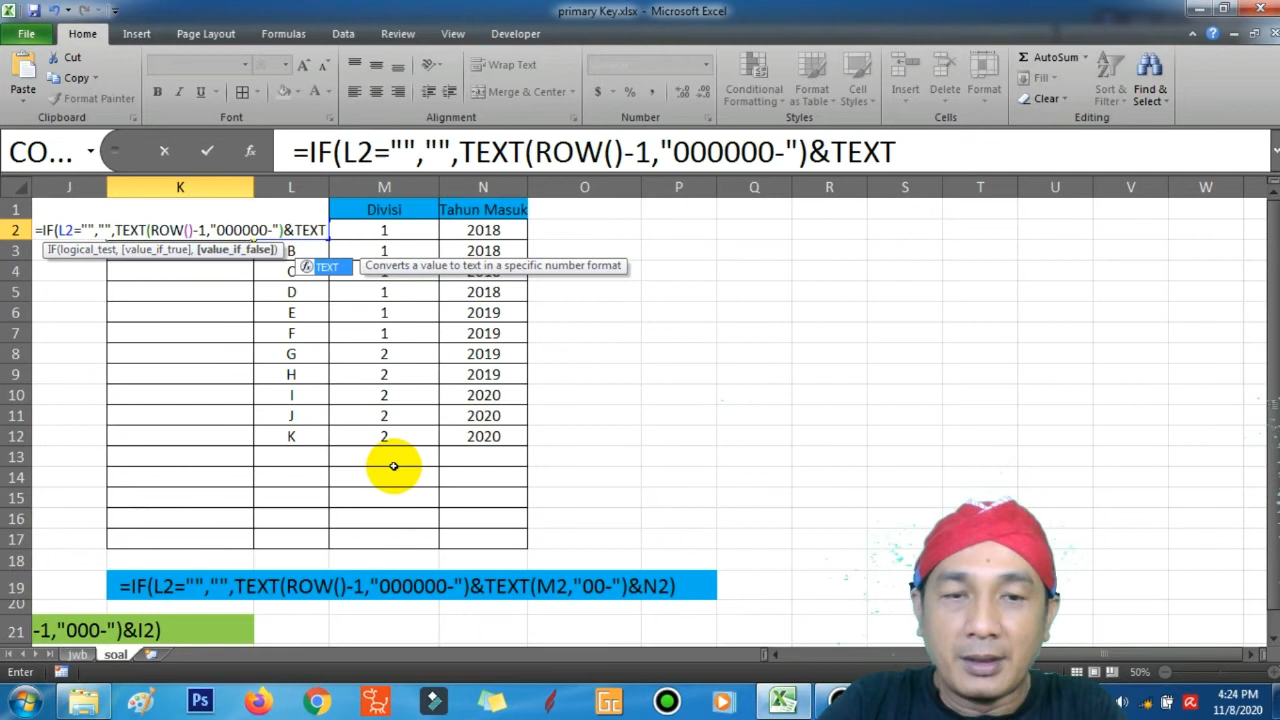 primary Key.xlsx - Microsoft Excel
File Home Insert Page Layout Formulas Data Review View Developer
Cut
Copy
Format Painter
Paste
Clipboard
B I U
Font
Wrap Text
Merge & Center
Alignment
$ % ,
Number
Conditional Formatting
Format as Table
Cell Styles
Styles
Insert Delete Format
Cells
AutoSum
Fill
Clear
Sort & Filter
Find & Select
Editing
CO... =IF(L2="","",TEXT(ROW()-1,"000000-")&TEXT
J K L M N O P Q R S T U V W
1 Divisi Tahun Masuk
2 =IF(L2="","",TEXT(ROW()-1,"000000-")&TEXT 1 2018
IF(logical_test, [value_if_true], [value_if_false])
3 B 1 2018
TEXT Converts a value to text in a specific number format
4
5 D 1 2018
6 E 1 2019
7 F 1 2019
8 G 2 2019
9 H 2 2019
10 I 2 2020
11 J 2 2020
12 K 2 2020
13
14
15
16
17
18
19 =IF(L2="","",TEXT(ROW()-1,"000000-")&TEXT(M2,"00-")&N2)
20
21 -1,"000-")&I2)
jwb soal
Enter 50%
Ps Gc
4:24 PM
11/8/2020